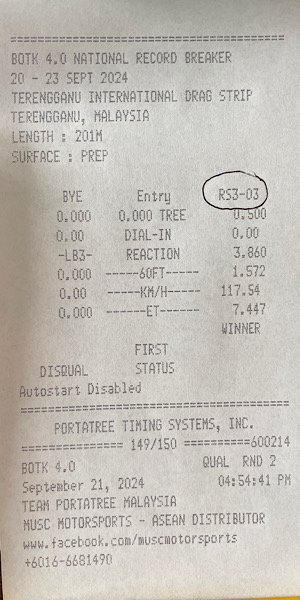 ==========================================
BOTK 4.0 NATIONAL RECORD BREAKER
20 - 23 SEPT 2024
TERENGGANU INTERNATIONAL DRAG STRIP
TERENGGANU, MALAYSIA
LENGTH : 201M
SURFACE : PREP
BYE Entry RS3-03
0.000 0.000 TREE 0.500
0.00 DIAL-IN 0.00
-LB3- REACTION 3.860
0.000 -----60FT----- 1.572
0.00 -----KM/H----- 117.54
0.000 ------ET------ 7.447
WINNER
FIRST
DISQUAL STATUS
Autostart Disabled
==========================================
PORTATREE TIMING SYSTEMS, INC.
=============== 149/150 ==========600214
BOTK 4.0 QUAL RND 2
September 21, 2024 04:54:41 PM
TEAM PORTATREE MALAYSIA
MUSC MOTORSPORTS - ASEAN DISTRIBUTOR
www.facebook.com/muscmotorsports
+6016-6681490